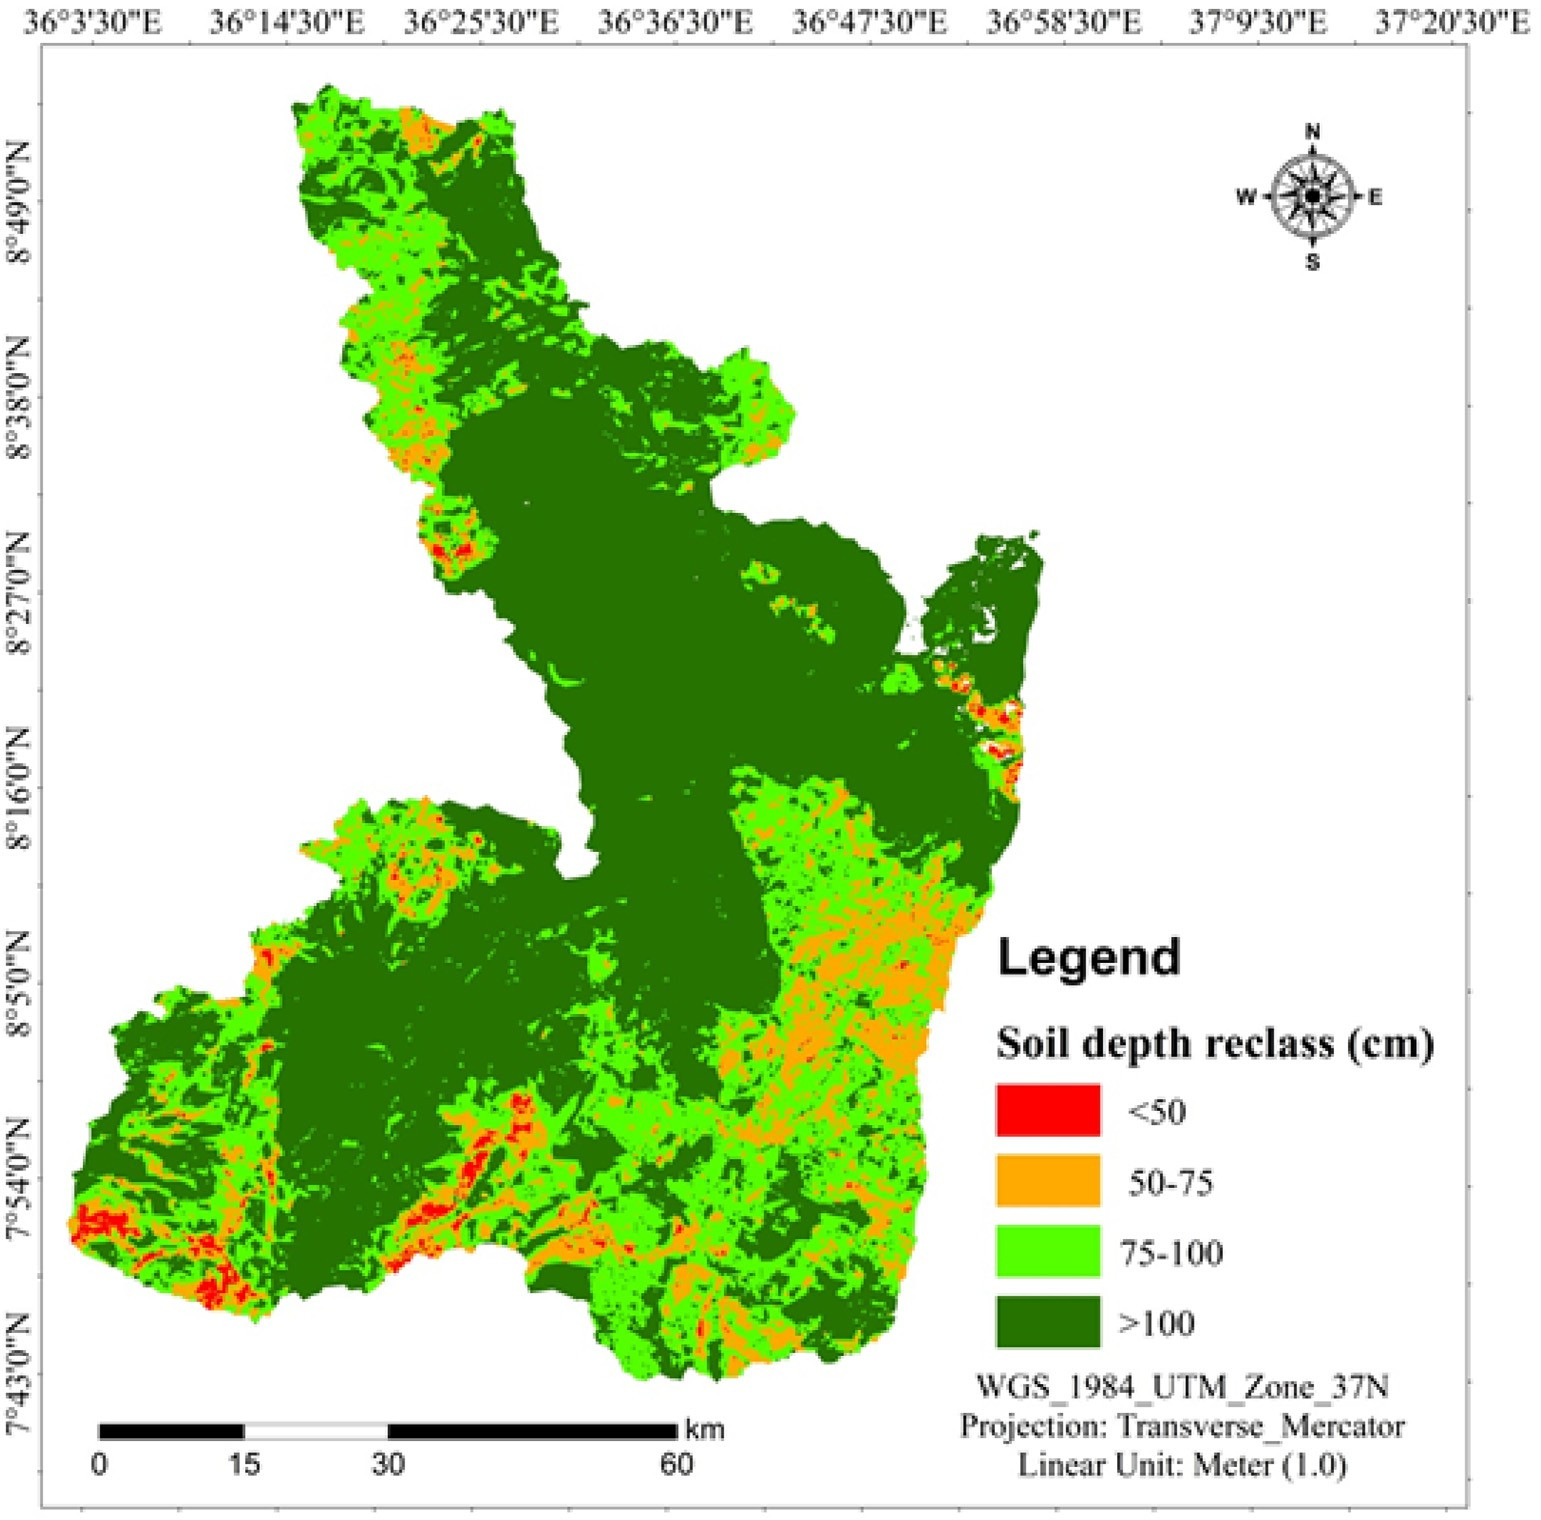 36°3'30"E 36°14'30"E 36°25'30"E 36°36'30"E 36°47'30"E 36°58'30"E 37°9'30"E 37°20'30"E
N
W E
S
8°49'0"N
8°38'0"N
8°27'0"N
8°16'0"N
8°5'0"N
7°54'0"N
7°43'0"N
Legend
Soil depth reclass (cm)
<50
50-75
75-100
>100
WGS_1984_UTM_Zone_37N
Projection: Transverse_Mercator
Linear Unit: Meter (1.0)
km
0 15 30 60